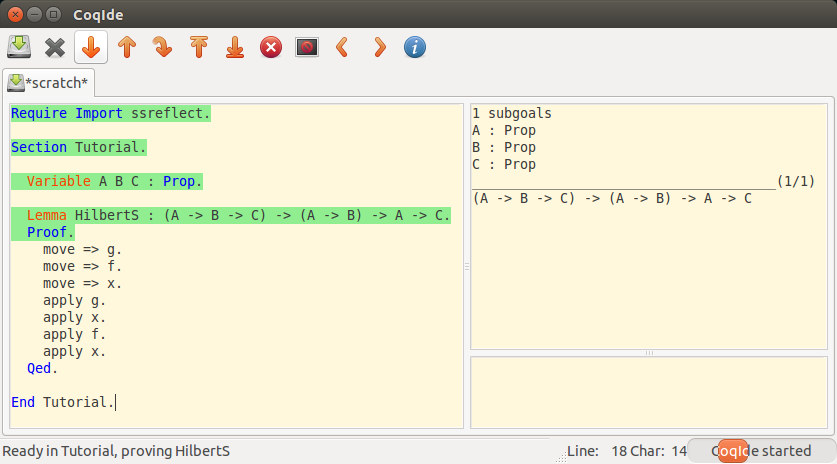 CoqIde
*scratch*
Require Import ssreflect.
Section Tutorial.
Variable A B C : Prop.
Lemma HilbertS : (A -> B -> C) -> (A -> B) -> A -> C.
Proof.
move => g.
move => f.
move => x.
apply g.
apply x.
apply f.
apply x.
Qed.
End Tutorial.
1 subgoals
A : Prop
B : Prop
C : Prop
______________________________________(1/1)
(A -> B -> C) -> (A -> B) -> A -> C
Ready in Tutorial, proving HilbertS
Line: 18 Char: 14
CoqIde started